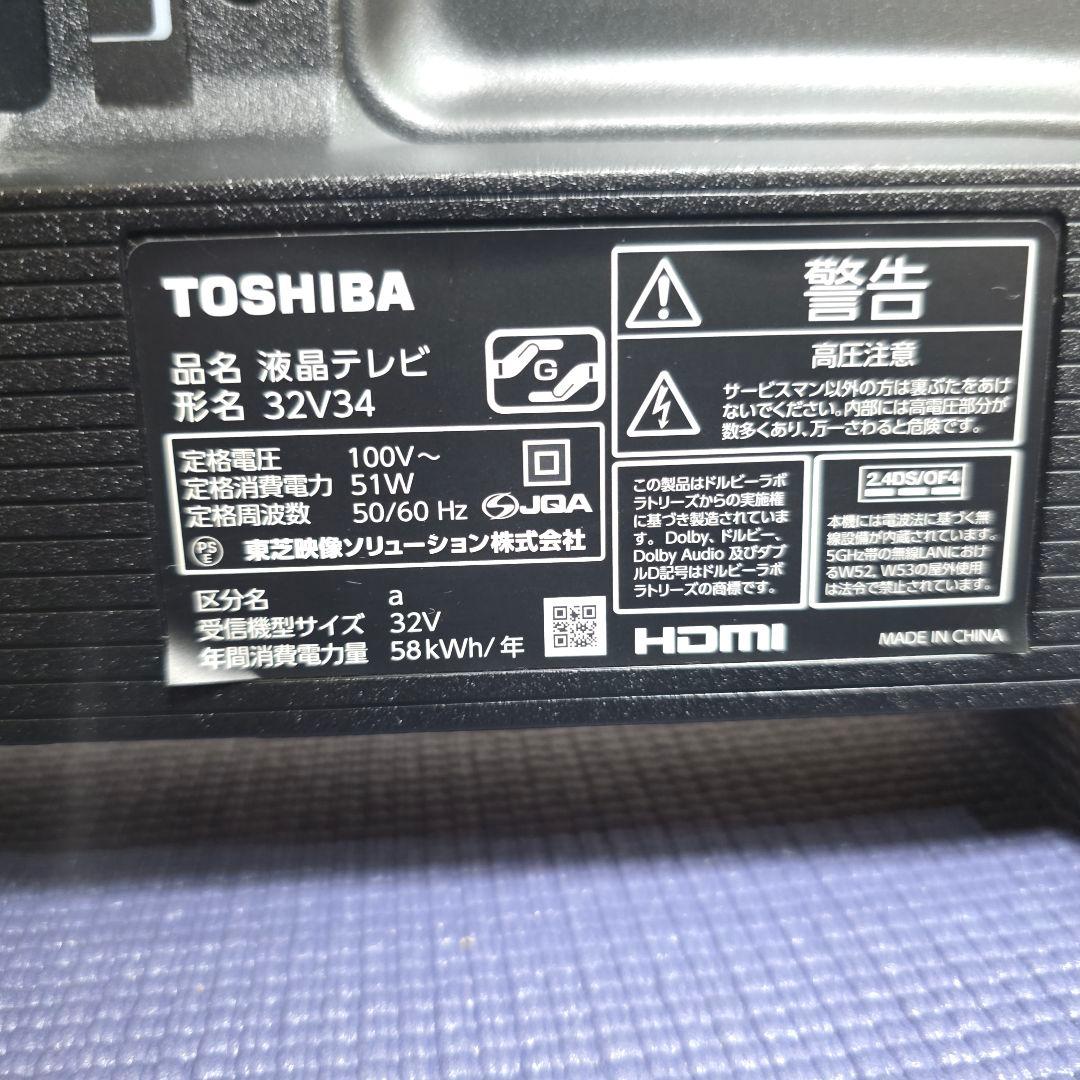 TOSHIBA
品名 液晶テレビ
形名 32V34
G
定格電圧 100V～
定格消費電力 51W
定格周波数 50/60 Hz
JQA
PSE
東芝映像ソリューション株式会社
区分名 a
受信機型サイズ 32V
年間消費電力量 58kWh/年
警告
高圧注意
サービスマン以外の方は裏ぶたをあけ
ないでください。内部には高電圧部分が
数多くあり、万一さわると危険です。
この製品はドルビーラボ
ラトリーズからの実施権
に基づき製造されていま
す。Dolby、ドルビー、
Dolby Audio 及びダブ
ルD記号はドルビーラボ
ラトリーズの商標です。
2.4DS/OF4
本機には電波法に基づく無
線設備が内蔵されています。
5GHz帯の無線LANにおけ
るW52、W53の屋外使用
は法令で禁止されています。
HDMI
MADE IN CHINA